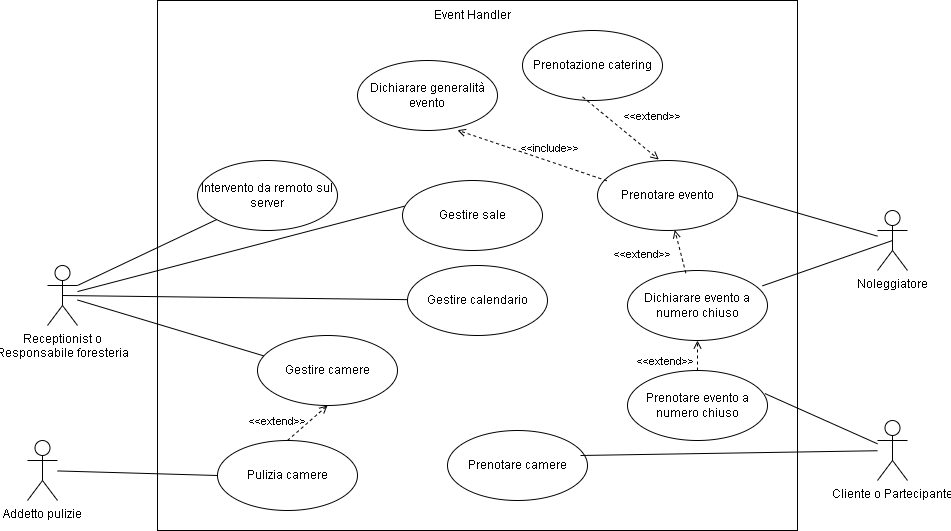 Event Handler
Prenotazione catering
Dichiarare generalità
evento
<<extend>>
<<include>>
Intervento da remoto sul
server
Prenotare evento
Gestire sale
<<extend>>
Noleggiatore
Gestire calendario
Dichiarare evento a
numero chiuso
Receptionist o
Responsabile foresteria
Gestire camere
<<extend>>
Prenotare evento a
numero chiuso
<<extend>>
Prenotare camere
Pulizia camere
Cliente o Partecipante
Addetto pulizie